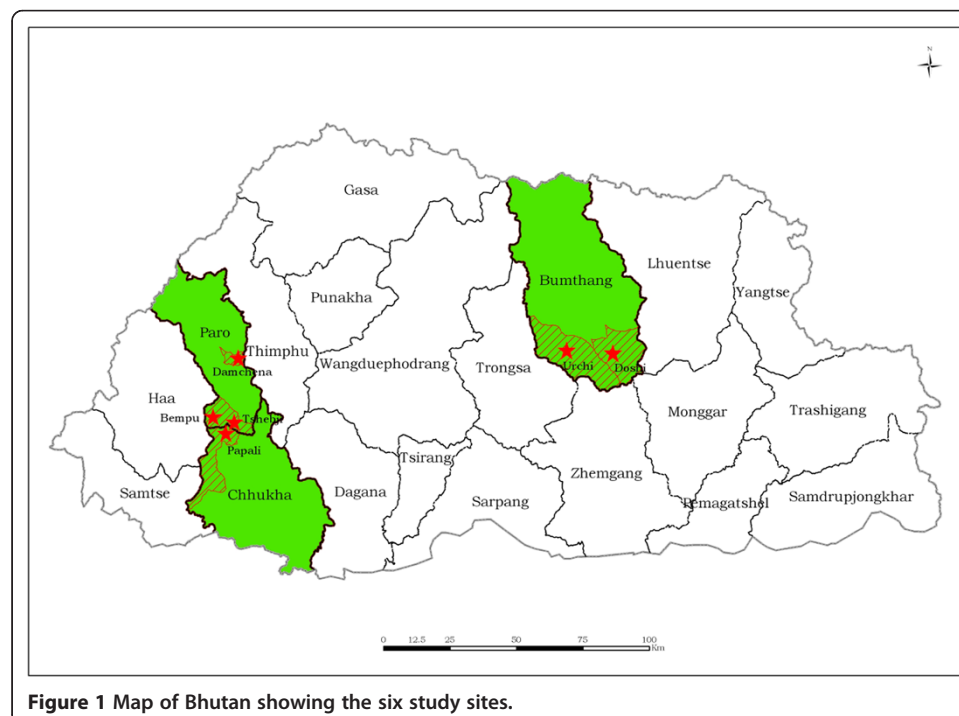 N
Gasa
Lhuentse
Bumthang
Yangtse
Punakha
Paro
Thimphu
Wangduephodrang
Trongsa
Urchi
Doshi
Damchena
Haa
Bempu
Tshebji
Monggar
Trashigang
Papali
Tsirang
Zhemgang
Samtse
Chhukha
Dagana
Sarpang
Pemagatshel
Samdrupjongkhar
0 12.5 25 50 75 100
Km
Figure 1 Map of Bhutan showing the six study sites.